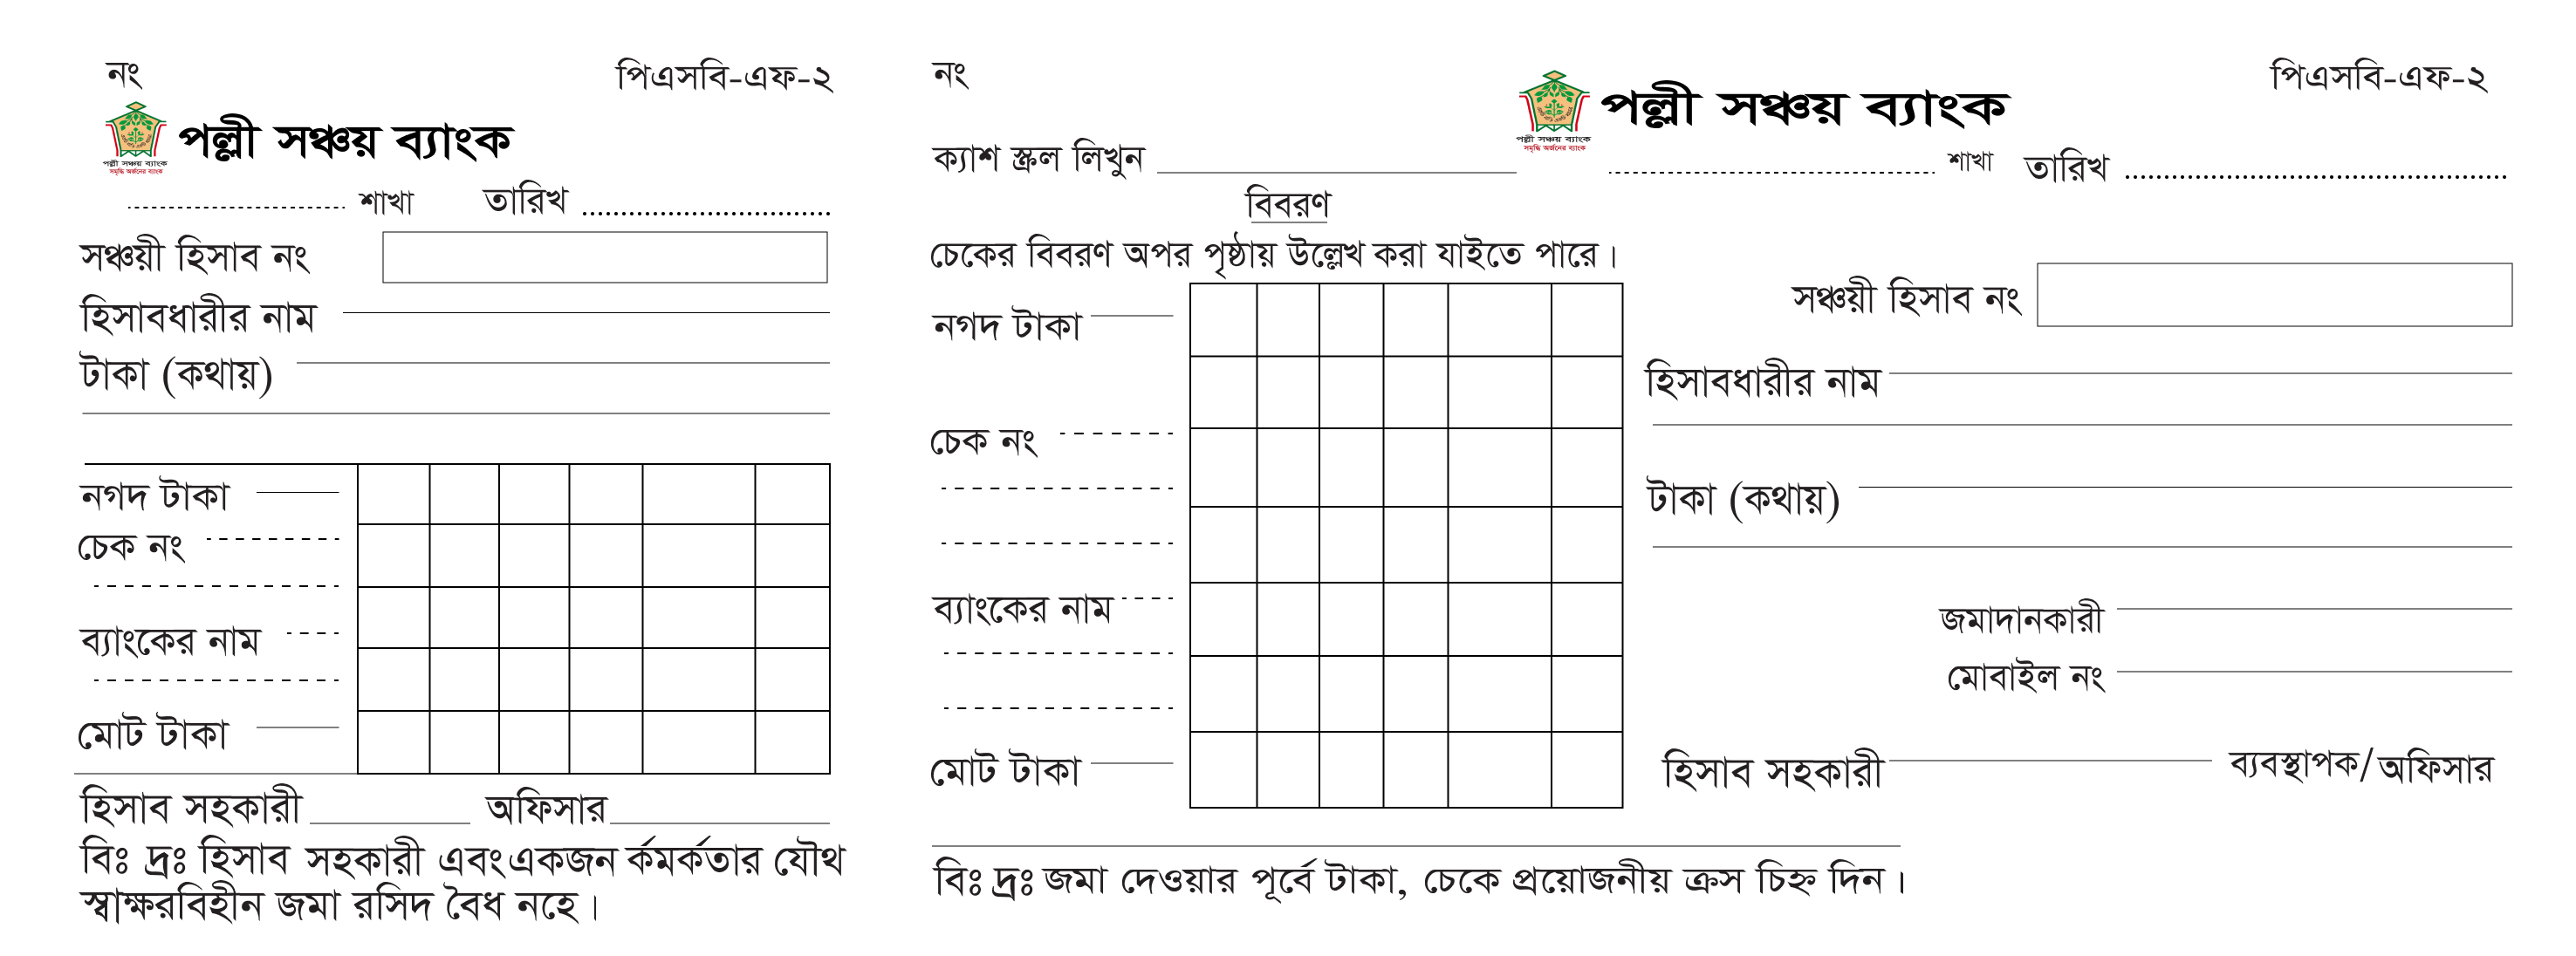 নং
পিএসবি-এফ-২
পল্লী সঞ্চয় ব্যাংক
পল্লী সঞ্চয় ব্যাংক
সমৃদ্ধি অর্জনের ব্যাংক
শাখা তারিখ
সঞ্চয়ী হিসাব নং
হিসাবধারীর নাম
টাকা (কথায়)
নগদ টাকা
চেক নং
ব্যাংকের নাম
মোট টাকা
হিসাব সহকারী অফিসার
বিঃ দ্রঃ হিসাব সহকারী এবং একজন র্কমর্কতার যৌথ
স্বাক্ষরবিহীন জমা রসিদ বৈধ নহে।
নং
পিএসবি-এফ-২
পল্লী সঞ্চয় ব্যাংক
পল্লী সঞ্চয় ব্যাংক
সমৃদ্ধি অর্জনের ব্যাংক
ক্যাশ স্ক্রল লিখুন
শাখা তারিখ
বিবরণ
চেকের বিবরণ অপর পৃষ্ঠায় উল্লেখ করা যাইতে পারে।
নগদ টাকা
চেক নং
ব্যাংকের নাম
মোট টাকা
সঞ্চয়ী হিসাব নং
হিসাবধারীর নাম
টাকা (কথায়)
জমাদানকারী
মোবাইল নং
হিসাব সহকারী ব্যবস্থাপক/অফিসার
বিঃ দ্রঃ জমা দেওয়ার পূর্বে টাকা, চেকে প্রয়োজনীয় ক্রস চিহ্ন দিন।